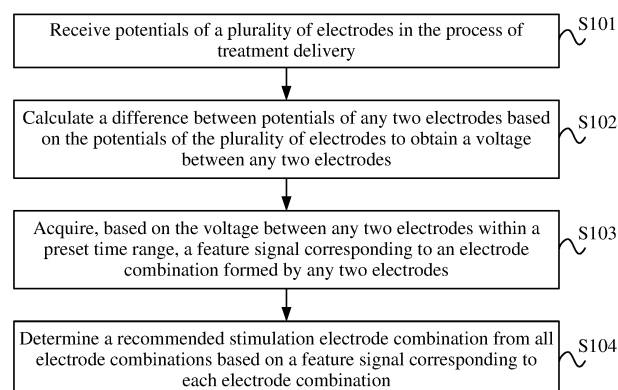 Receive potentials of a plurality of electrodes in the process of
treatment delivery
S101
Calculate a difference between potentials of any two electrodes based
on the potentials of the plurality of electrodes to obtain a voltage
between any two electrodes
S102
Acquire, based on the voltage between any two electrodes within a
preset time range, a feature signal corresponding to an electrode
combination formed by any two electrodes
S103
Determine a recommended stimulation electrode combination from all
electrode combinations based on a feature signal corresponding to
each electrode combination
S104